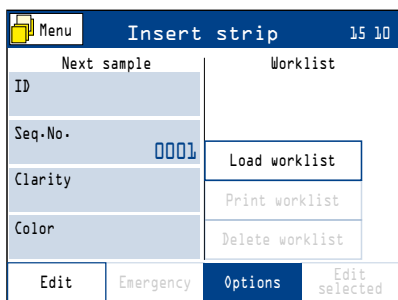 Menu
Insert strip
15 10
Next sample
Worklist
ID
Seq.No.
0001
Clarity
Color
Load worklist
Print worklist
Delete worklist
Edit
Emergency
Options
Edit
selected